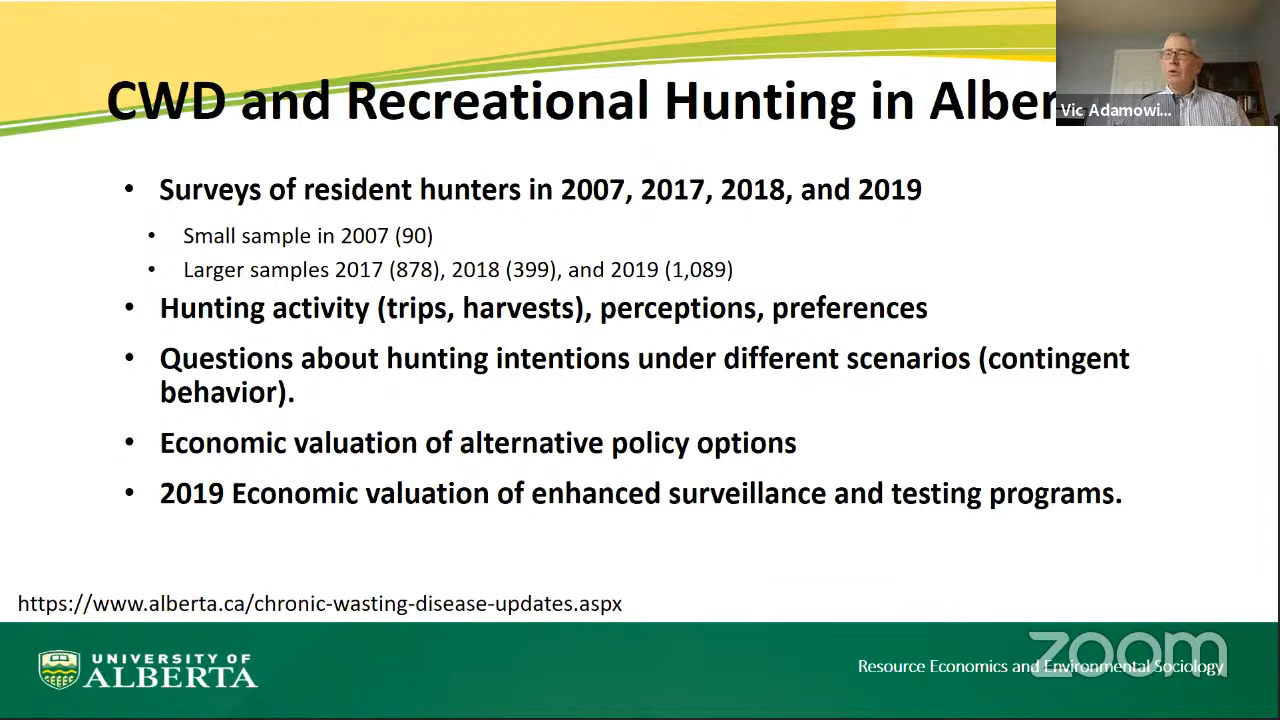 CWD and Recreational Hunting in Alber
Vic Adamowi...
• Surveys of resident hunters in 2007, 2017, 2018, and 2019
• Small sample in 2007 (90)
• Larger samples 2017 (878), 2018 (399), and 2019 (1,089)
• Hunting activity (trips, harvests), perceptions, preferences
• Questions about hunting intentions under different scenarios (contingent
behavior).
• Economic valuation of alternative policy options
• 2019 Economic valuation of enhanced surveillance and testing programs.
https://www.alberta.ca/chronic-wasting-disease-updates.aspx
UNIVERSITY OF
ALBERTA
Resource Economics and Environmental Sociology
zoom